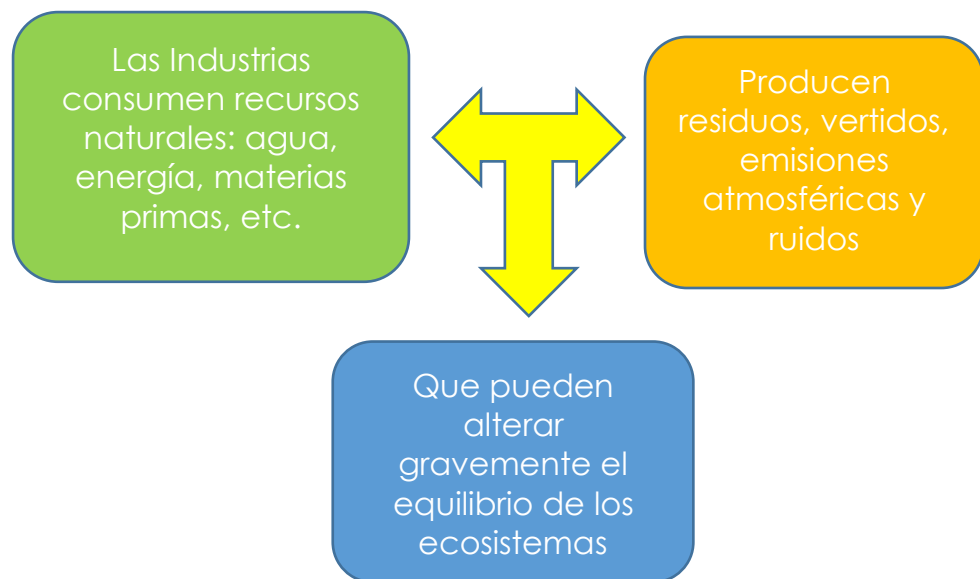 Las Industrias
consumen recursos
naturales: agua,
energía, materias
primas, etc.
Producen
residuos, vertidos,
emisiones
atmosféricas y
ruidos
Que pueden
alterar
gravemente el
equilibrio de los
ecosistemas